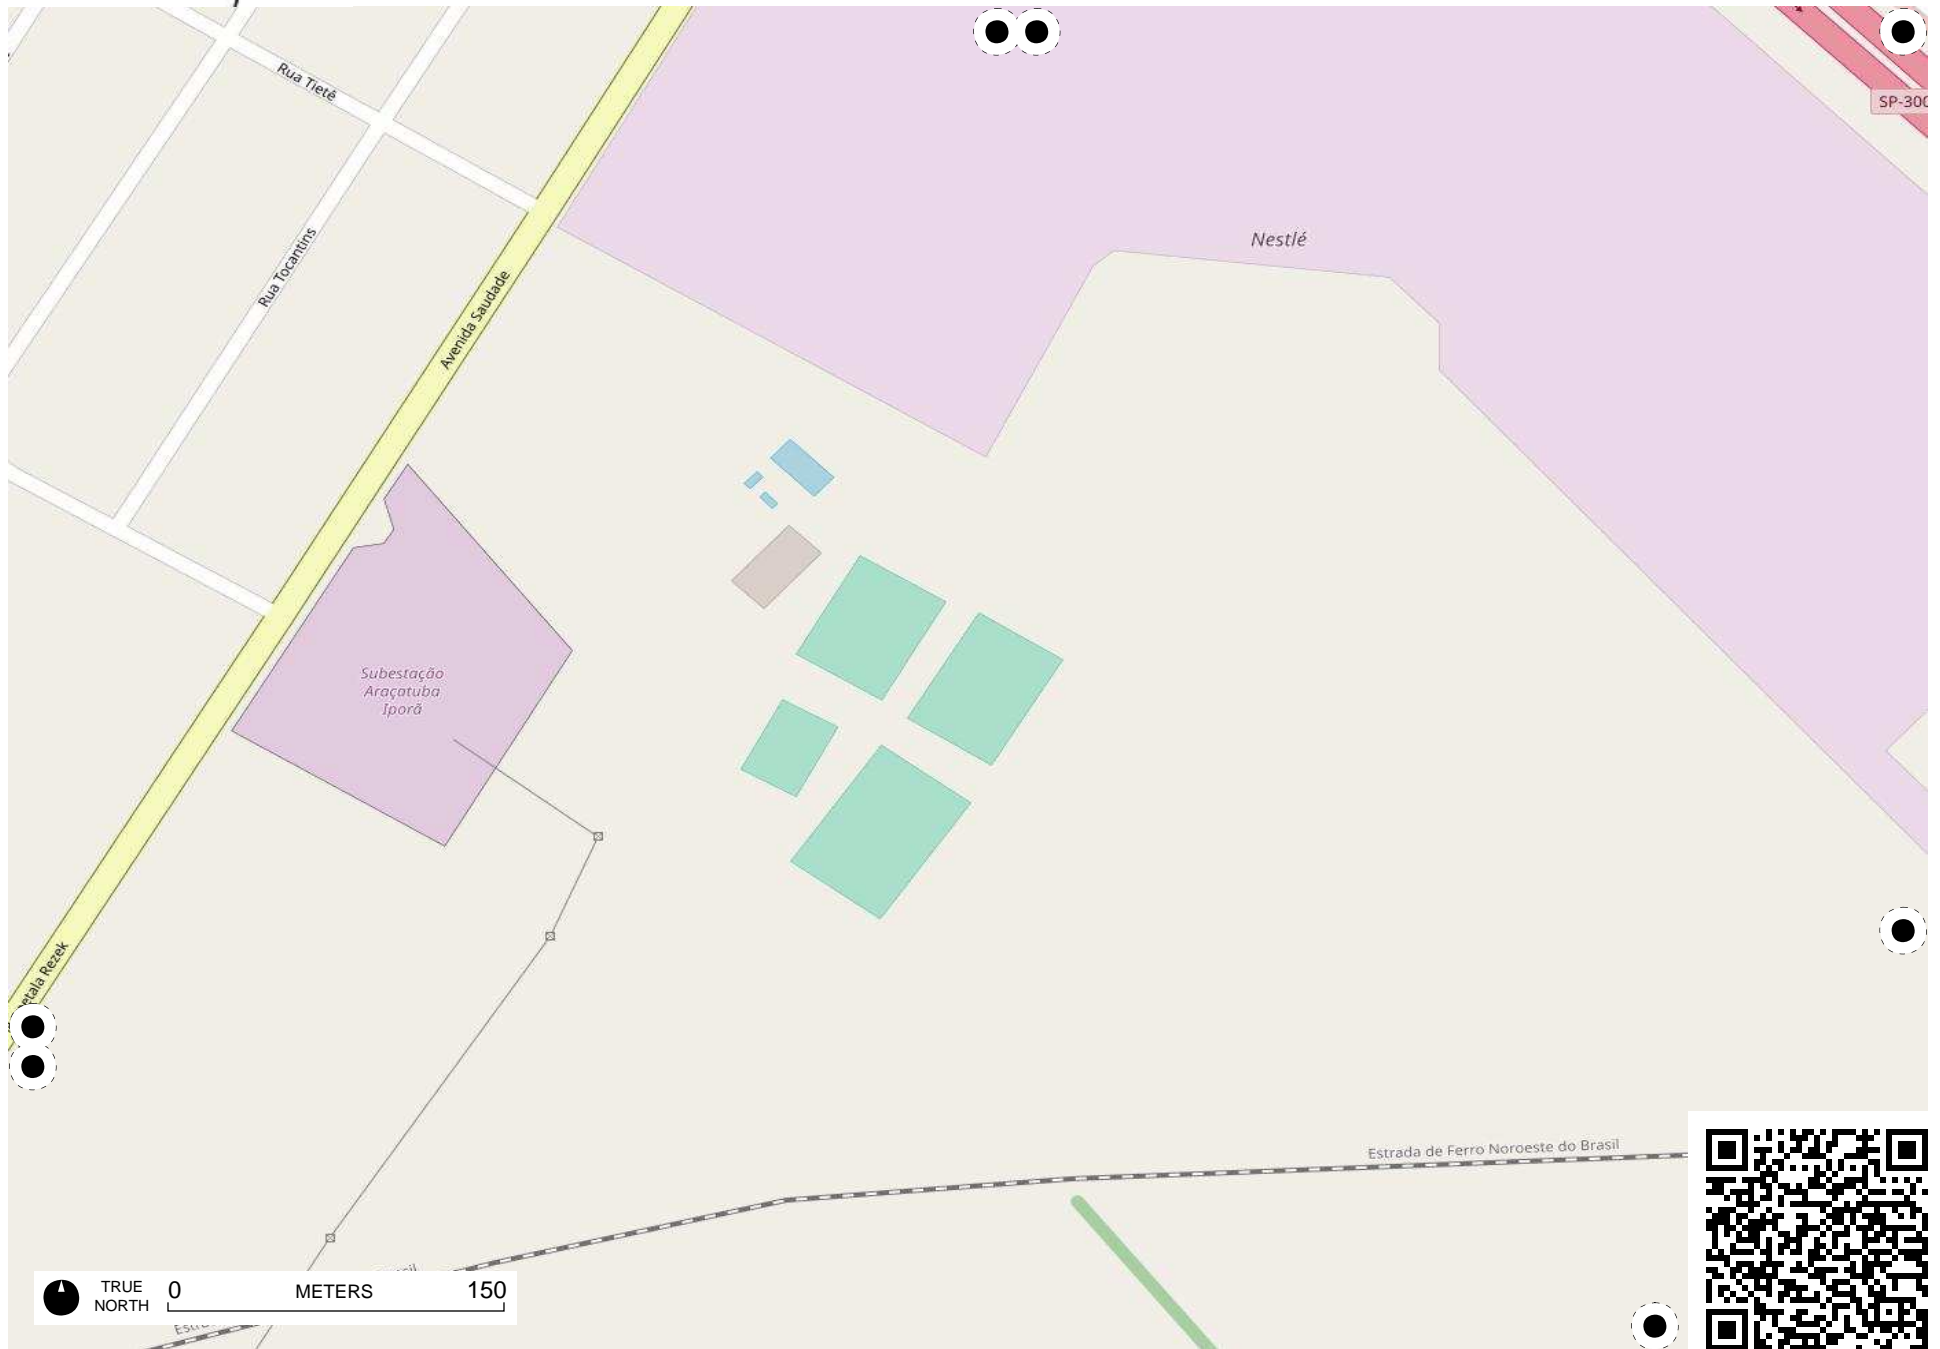 Rua Tietê
SP-300
Rua Tocantins
Nestlé
Avenida Saudade
Subestação
Araçatuba
Iporã
Rezek
Estrada de Ferro Noroeste do Brasil
TRUE
NORTH
0 METERS 150